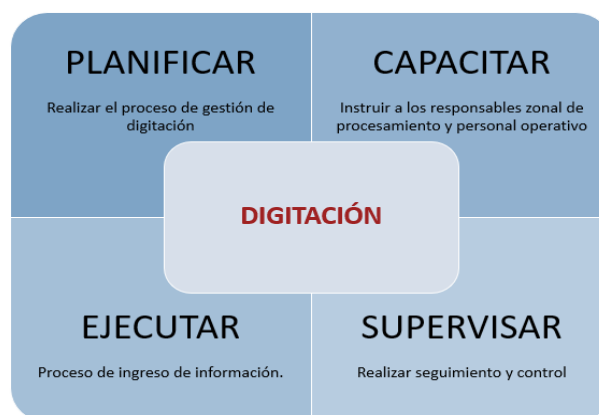 PLANIFICAR
Realizar el proceso de gestión de
digitación
CAPACITAR
Instruir a los responsables zonal de
procesamiento y personal operativo
DIGITACIÓN
EJECUTAR
Proceso de ingreso de información.
SUPERVISAR
Realizar seguimiento y control